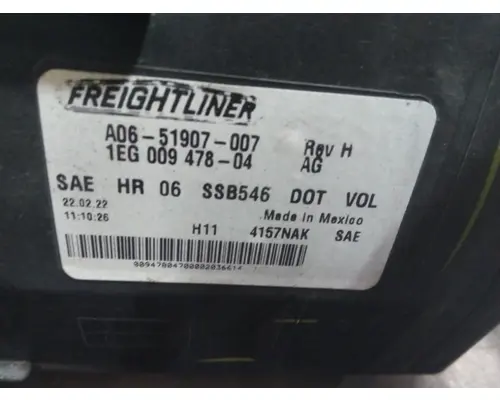 FREIGHTLINER
A06-51907-007 Rev H
1EG 009 478-04 AG
SAE HR 06 SSB546 DOT VOL
22.02.22 Made in Mexico
11:10:26 H11 4157NAK SAE
00947804780000036614